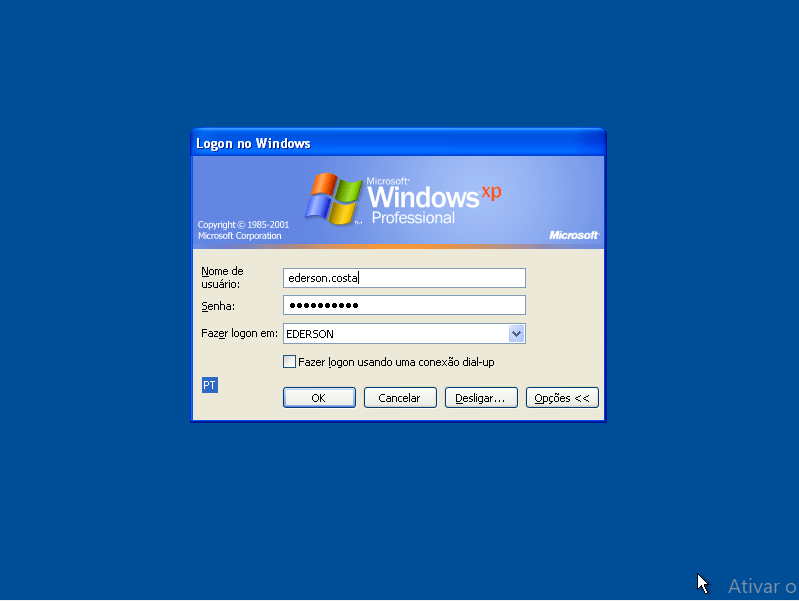 Logon no Windows
Microsoft®
Windows xp
Professional
TM
Copyright © 1985-2001
Microsoft Corporation
Microsoft®
Nome de
usuário:
ederson.costa
Senha:
●●●●●●●●●●
Fazer logon em:
EDERSON
Fazer logon usando uma conexão dial-up
PT
OK
Cancelar
Desligar...
Opções <<
Ativar o